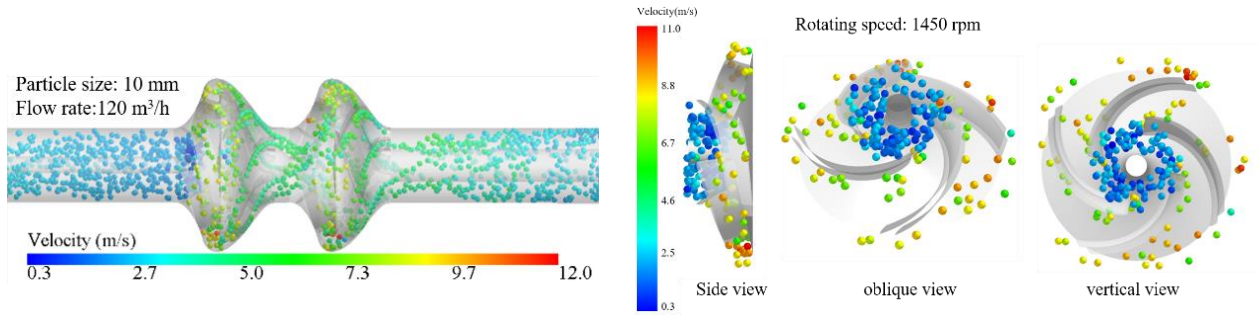 Particle size: 10 mm
Flow rate:120 m³/h
Velocity (m/s)
0.3 2.7 5.0 7.3 9.7 12.0
Velocity(m/s)
11.0
8.8
6.8
4.6
2.5
0.3
Rotating speed: 1450 rpm
Side view oblique view vertical view